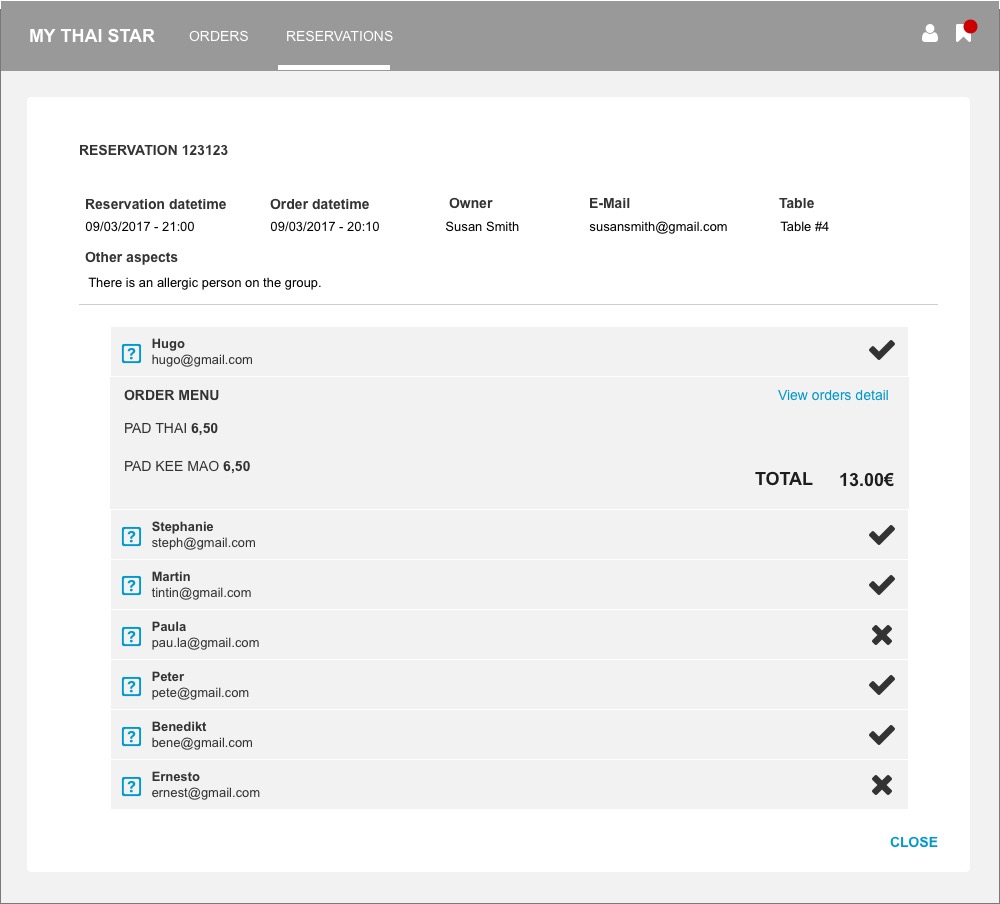 MY THAI STAR ORDERS RESERVATIONS
RESERVATION 123123
Reservation datetime Order datetime Owner E-Mail Table
09/03/2017 - 21:00 09/03/2017 - 20:10 Susan Smith susansmith@gmail.com Table #4
Other aspects
There is an allergic person on the group.
Hugo
? hugo@gmail.com
ORDER MENU View orders detail
PAD THAI 6,50
PAD KEE MAO 6,50
TOTAL 13.00€
Stephanie
? steph@gmail.com
Martin
? tintin@gmail.com
Paula
? pau.la@gmail.com
Peter
? pete@gmail.com
Benedikt
? bene@gmail.com
Ernesto
? ernest@gmail.com
CLOSE